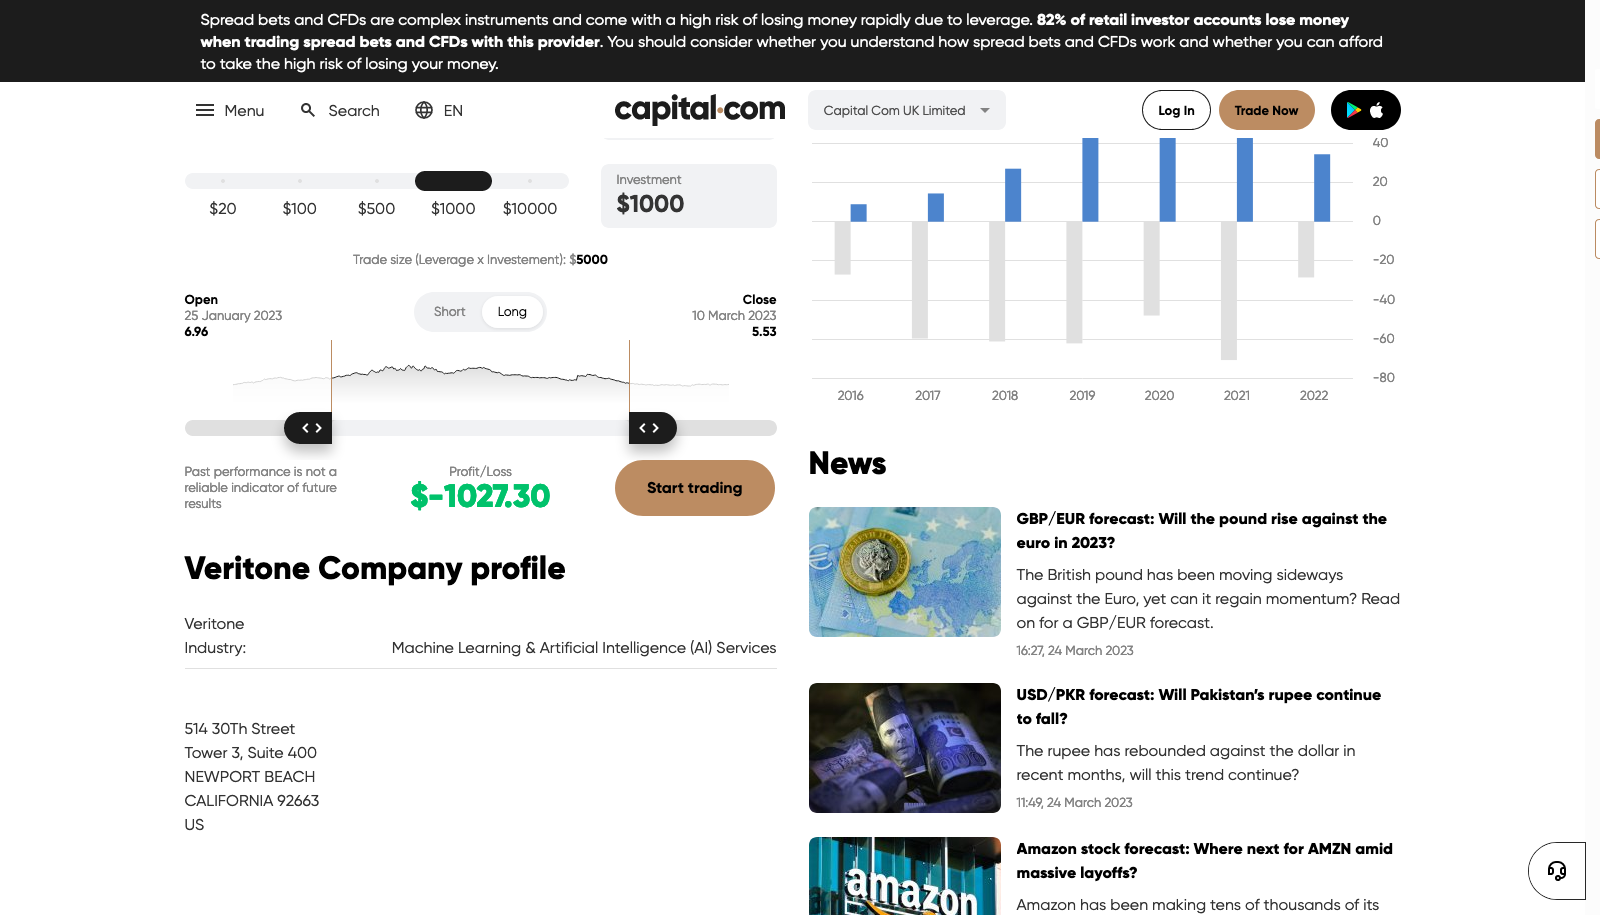 Spread bets and CFDs are complex instruments and come with a high risk of losing money rapidly due to leverage. 82% of retail investor accounts lose money
when trading spread bets and CFDs with this provider. You should consider whether you understand how spread bets and CFDs work and whether you can afford
to take the high risk of losing your money.
Menu
Search
EN
capital.com
Capital Com UK Limited
Log In
Trade Now
$20
$100
$500
$1000
$10000
Investment
$1000
Trade size (Leverage x Investement): $5000
Open
25 January 2023
6.96
Short
Long
Close
10 March 2023
5.53
Past performance is not a
reliable indicator of future
results
Profit/Loss
$-1027.30
Start trading
Veritone Company profile
Veritone
Industry:
Machine Learning & Artificial Intelligence (AI) Services
514 30Th Street
Tower 3, Suite 400
NEWPORT BEACH
CALIFORNIA 92663
US
40
20
0
-20
-40
-60
-80
2016
2017
2018
2019
2020
2021
2022
News
GBP/EUR forecast: Will the pound rise against the
euro in 2023?
The British pound has been moving sideways
against the Euro, yet can it regain momentum? Read
on for a GBP/EUR forecast.
16:27, 24 March 2023
USD/PKR forecast: Will Pakistan's rupee continue
to fall?
The rupee has rebounded against the dollar in
recent months, will this trend continue?
11:49, 24 March 2023
amazon
Amazon stock forecast: Where next for AMZN amid
massive layoffs?
Amazon has been making tens of thousands of its